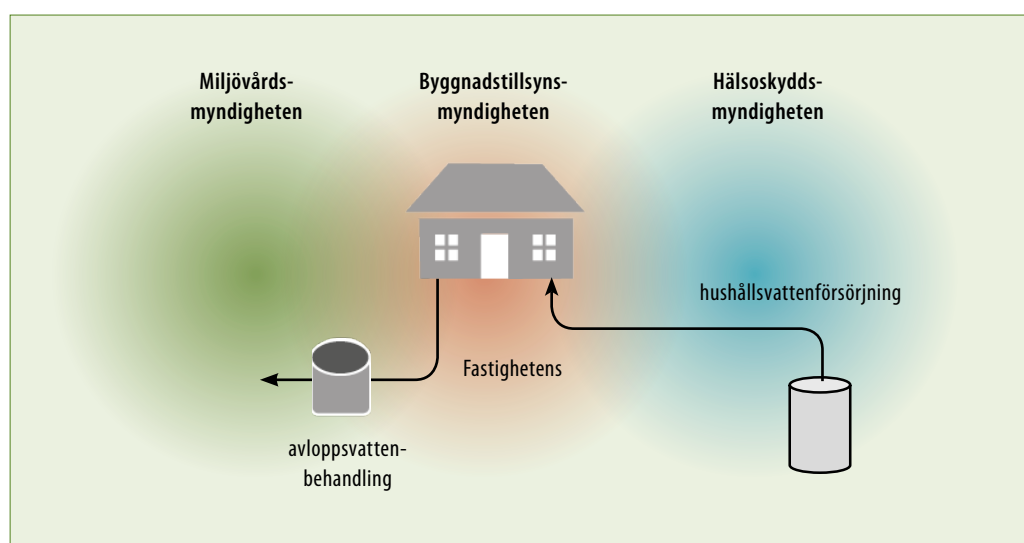 Miljövårds-
myndigheten
Byggnadstillsyns-
myndigheten
Hälsoskydds-
myndigheten
hushållsvattenförsörjning
Fastighetens
avloppsvatten-
behandling